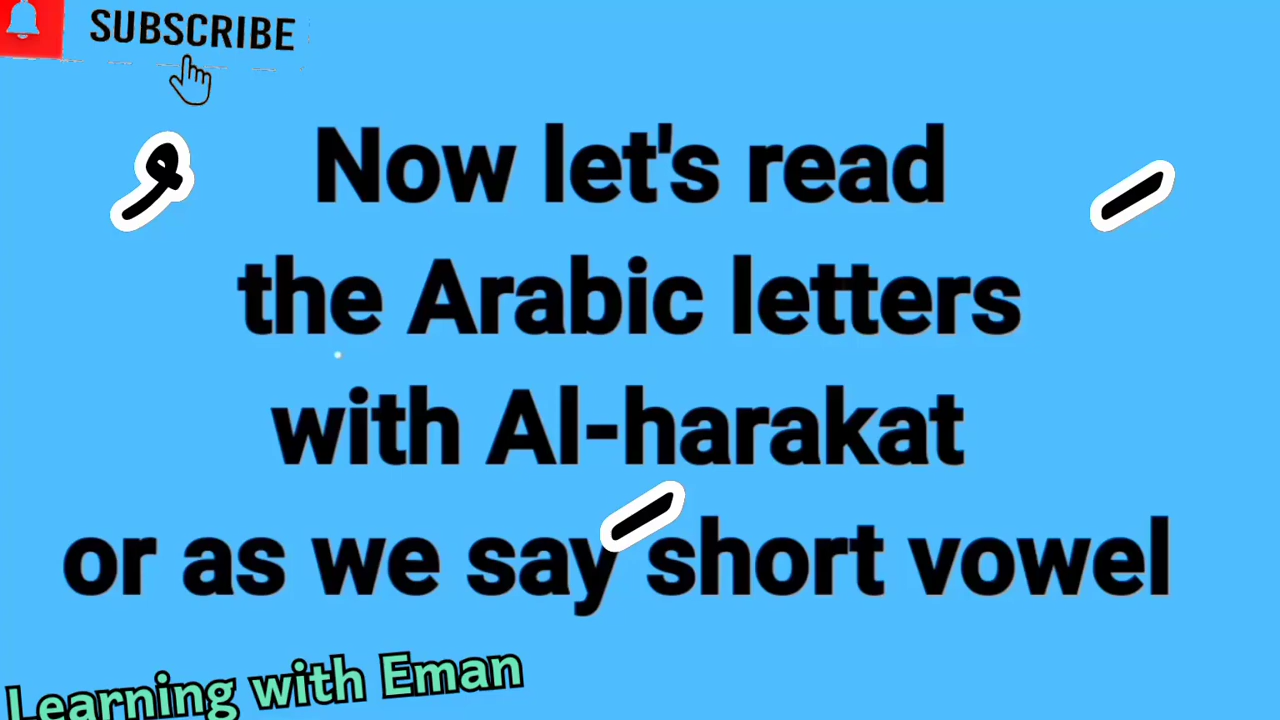 SUBSCRIBE
Now let's read
the Arabic letters
with Al-harakat
or as we say short vowel
Learning with Eman